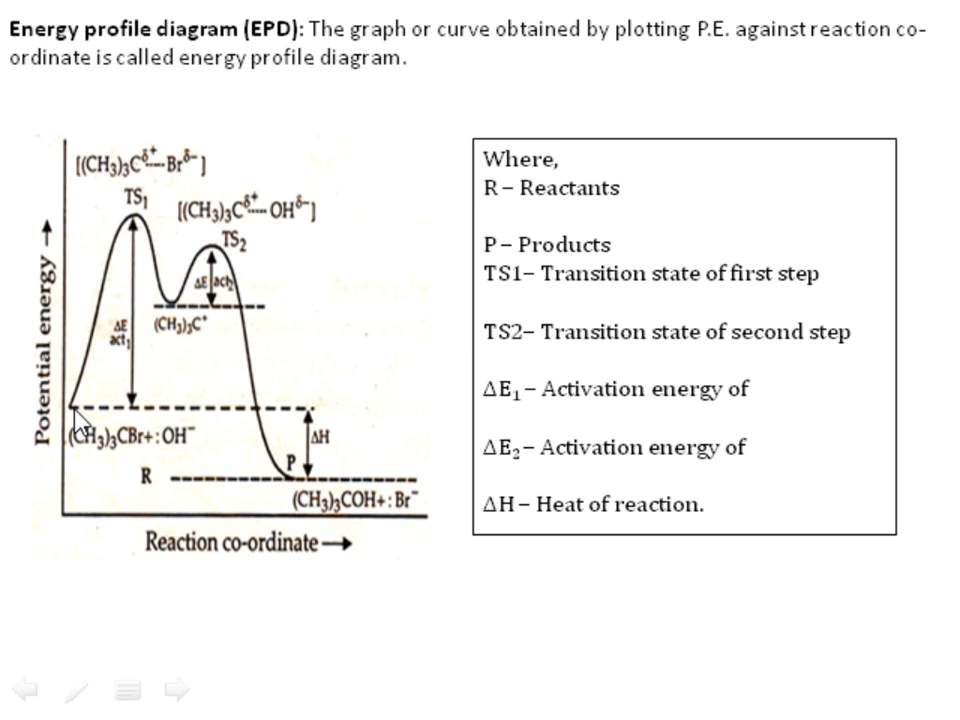 Energy profile diagram (EPD): The graph or curve obtained by plotting P.E. against reaction co-
ordinate is called energy profile diagram.
[(CH₃)₃Cᵟ⁺----Brᵟ⁻]
TS₁
[(CH₃)₃Cᵟ⁺----OHᵟ⁻]
TS₂
ΔE act₂
(CH₃)₃C⁺
ΔE
act₁
Potential energy →
(CH₃)₃CBr+:OH⁻
ΔH
R
P
(CH₃)₃COH+:Br⁻
Reaction co-ordinate→
Where,
R – Reactants
P – Products
TS1– Transition state of first step
TS2– Transition state of second step
ΔE₁ – Activation energy of
ΔE₂ – Activation energy of
ΔH – Heat of reaction.